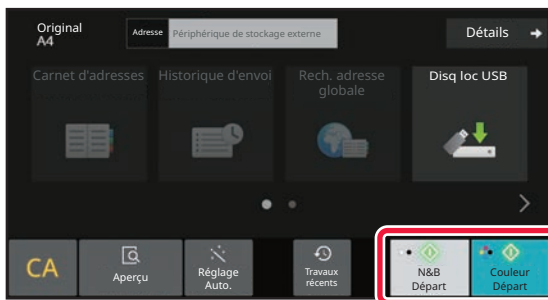 Original
A4
Adresse
Périphérique de stockage externe
Détails
Carnet d'adresses
Historique d'envoi
Rech. adresse
globale
Disq loc USB
CA
Aperçu
Réglage
Auto.
Travaux
récents
N&B
Départ
Couleur
Départ